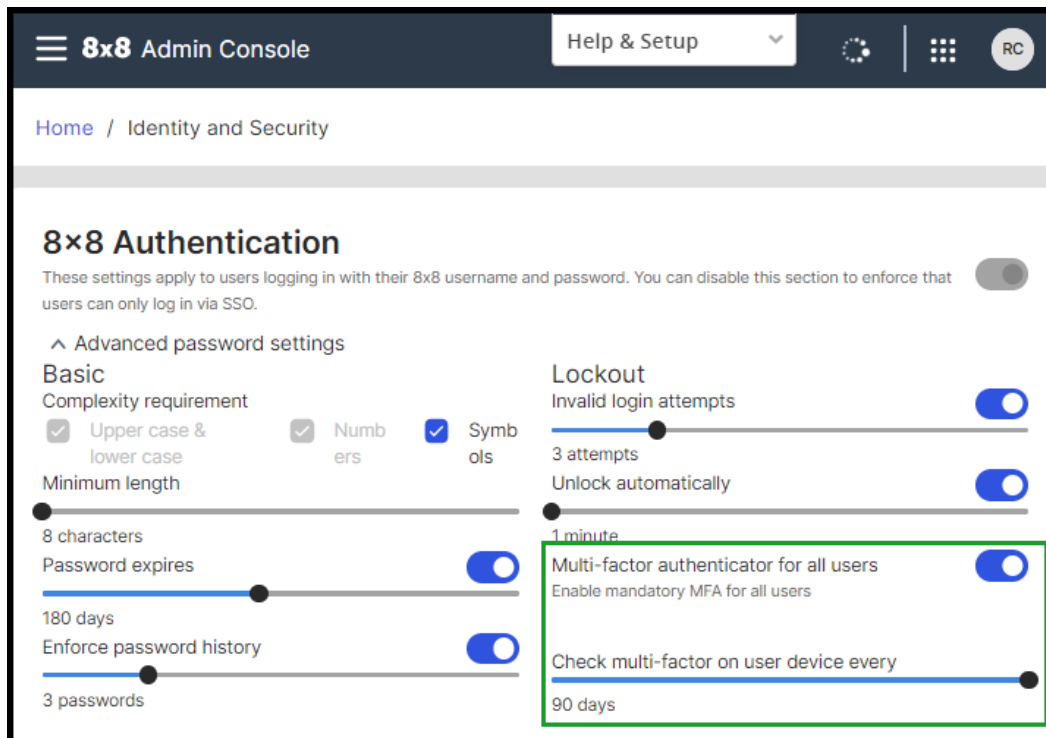 8x8 Admin Console
Help & Setup
RC
Home / Identity and Security
8×8 Authentication
These settings apply to users logging in with their 8x8 username and password. You can disable this section to enforce that
users can only log in via SSO.
Advanced password settings
Basic
Complexity requirement
Upper case &
lower case
Numb
ers
Symb
ols
Minimum length
8 characters
Password expires
180 days
Enforce password history
3 passwords
Lockout
Invalid login attempts
3 attempts
Unlock automatically
1 minute
Multi-factor authenticator for all users
Enable mandatory MFA for all users
Check multi-factor on user device every
90 days